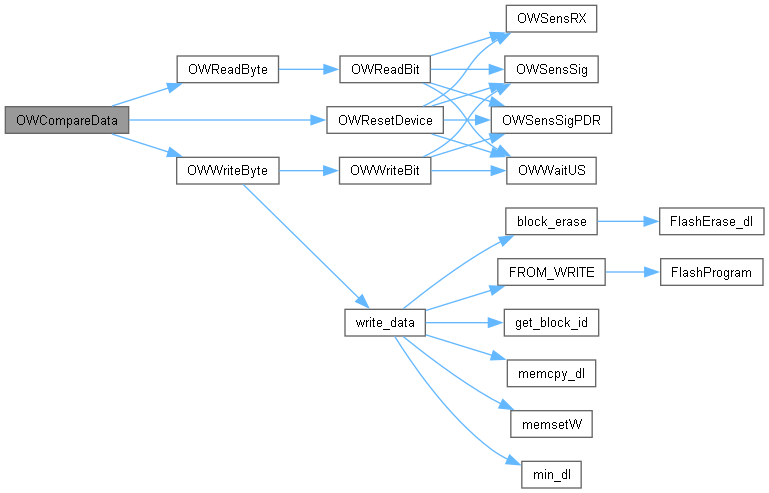 OWCompareData
OWReadByte
OWResetDevice
OWWriteByte
OWReadBit
OWWriteBit
write_data
OWSensRX
OWSensSig
OWSensSigPDR
OWWaitUS
block_erase
FROM_WRITE
get_block_id
memcpy_dl
memsetW
min_dl
FlashErase_dl
FlashProgram